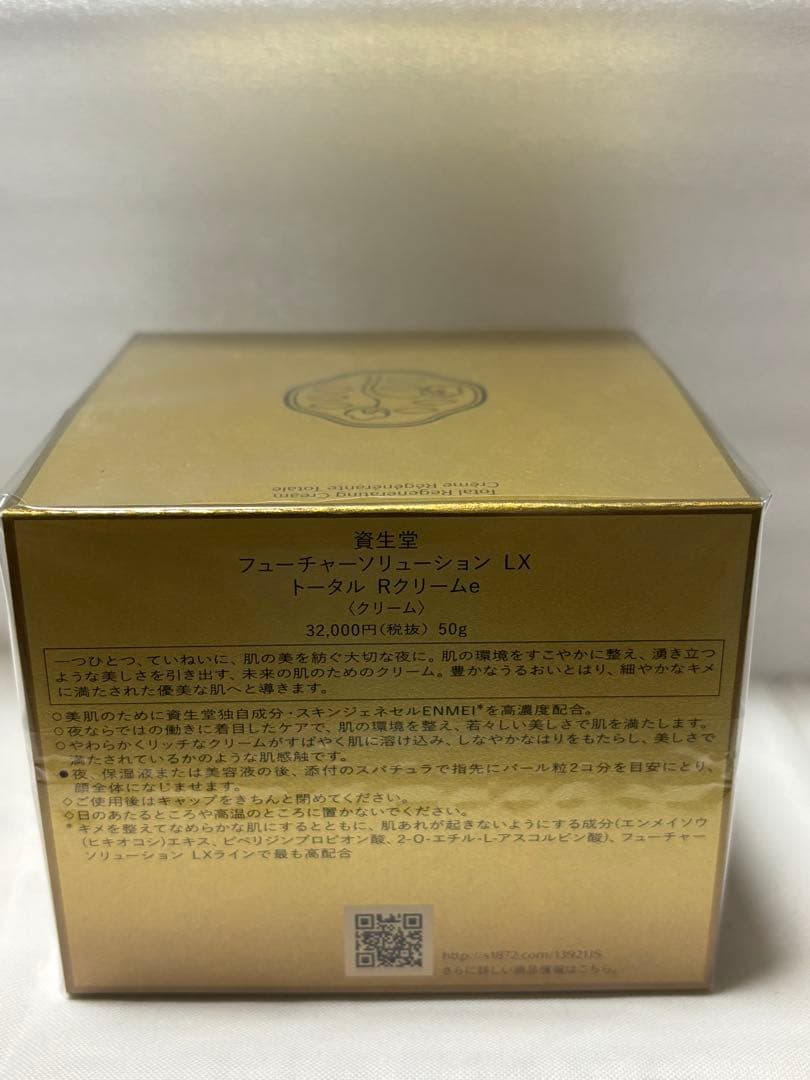 Total Regenerating Cream
Crème Régénérante Totale
資生堂
フューチャーソリューション LX
トータル Rクリームe
〈クリーム〉
32,000円(税抜) 50g
一つひとつ、ていねいに、肌の美を紡ぐ大切な夜に。肌の環境をすこやかに整え、湧き立つ
ような美しさを引き出す、未来の肌のためのクリーム。豊かなうるおいとはり、細やかなキメ
に満たされた優美な肌へと導きます。
○美肌のために資生堂独自成分・スキンジェネセルENMEI*を高濃度配合。
○夜ならではの働きに着目したケアで、肌の環境を整え、若々しい美しさで肌を満たします。
○やわらかくリッチなクリームがすばやく肌に溶け込み、しなやかなはりをもたらし、美しさで
満たされているかのような肌感触です。
●夜、保湿液または美容液の後、添付のスパチュラで指先にパール粒2コ分を目安にとり、
顔全体になじませます。
◇ご使用後はキャップをきちんと閉めてください。
◇日のあたるところや高温のところに置かないでください。
*キメを整えてなめらかな肌にするとともに、肌あれが起きないようにする成分(エンメイソウ
(ヒキオコシ)エキス、ピペリジンプロピオン酸、2-O-エチル-L-アスコルビン酸)、フューチャー
ソリューション LXラインで最も高配合
http://s1872.com/13921JS
さらに詳しい商品情報はこちら。